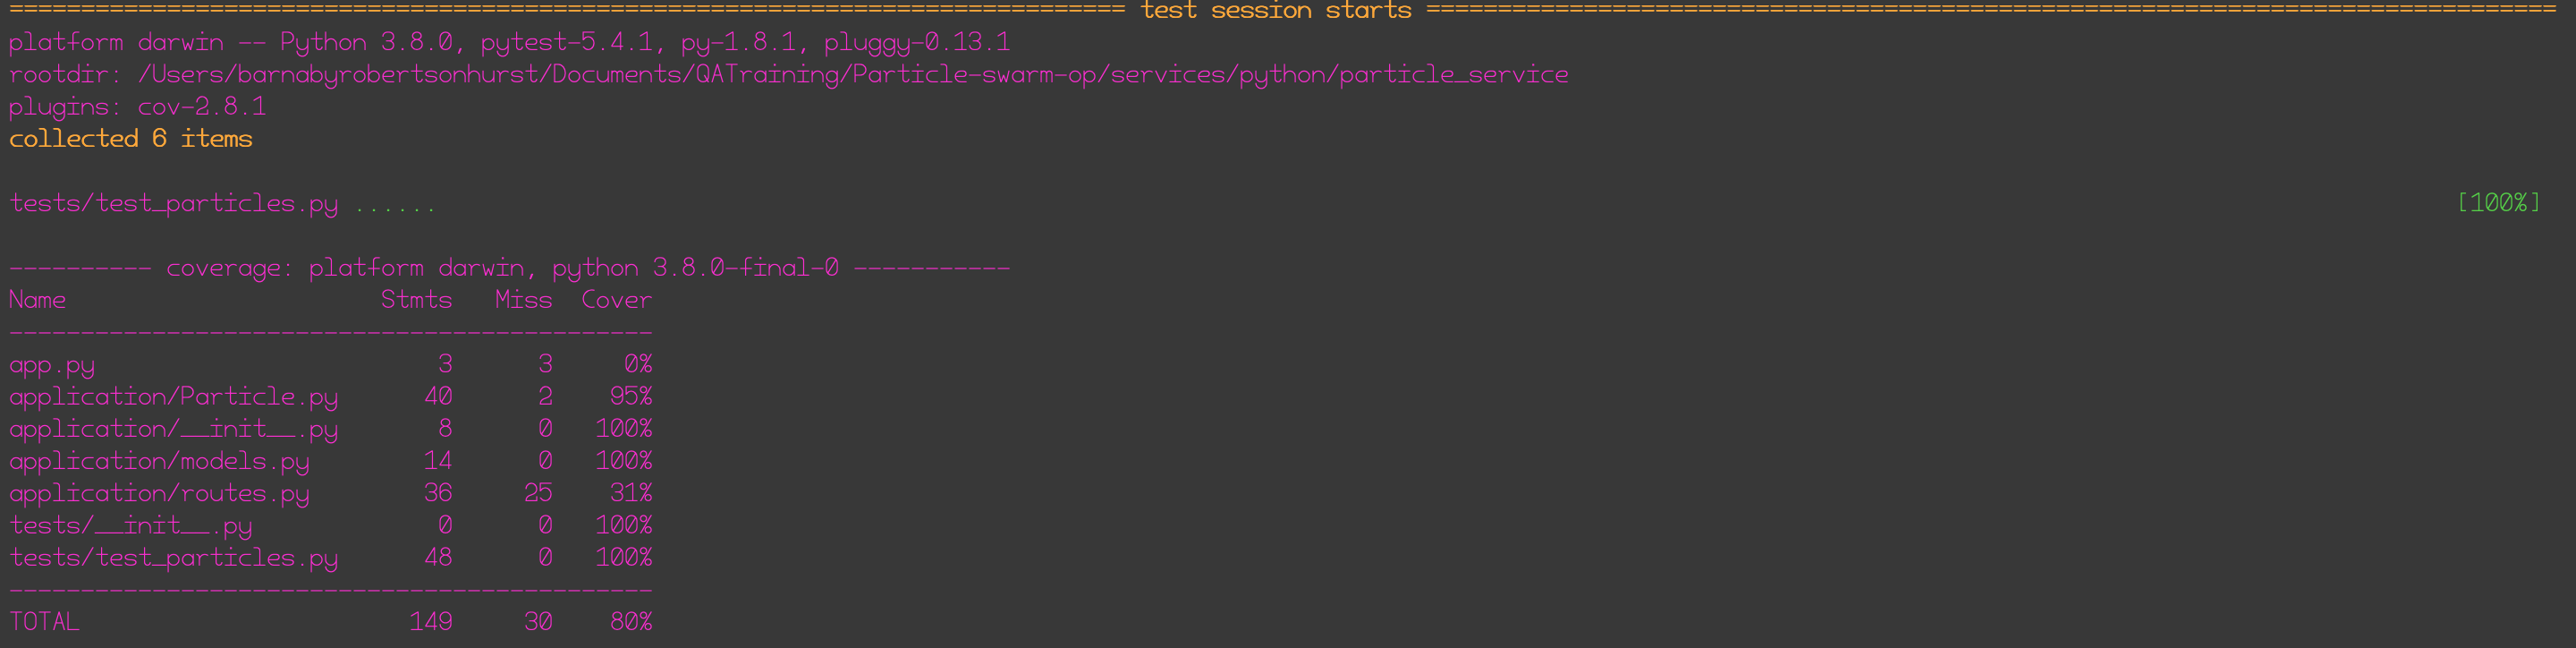 ============================================================================== test session starts ===============================================================================
platform darwin -- Python 3.8.0, pytest-5.4.1, py-1.8.1, pluggy-0.13.1
rootdir: /Users/barnabyrobertsonhurst/Documents/QATraining/Particle-swarm-op/services/python/particle_service
plugins: cov-2.8.1
collected 6 items
tests/test_particles.py ...... [100%]
---------- coverage: platform darwin, python 3.8.0-final-0 -----------
Name Stmts Miss Cover
---------------------------------------------
app.py 3 3 0%
application/Particle.py 40 2 95%
application/__init__.py 8 0 100%
application/models.py 14 0 100%
application/routes.py 36 25 31%
tests/__init__.py 0 0 100%
tests/test_particles.py 48 0 100%
---------------------------------------------
TOTAL 149 30 80%